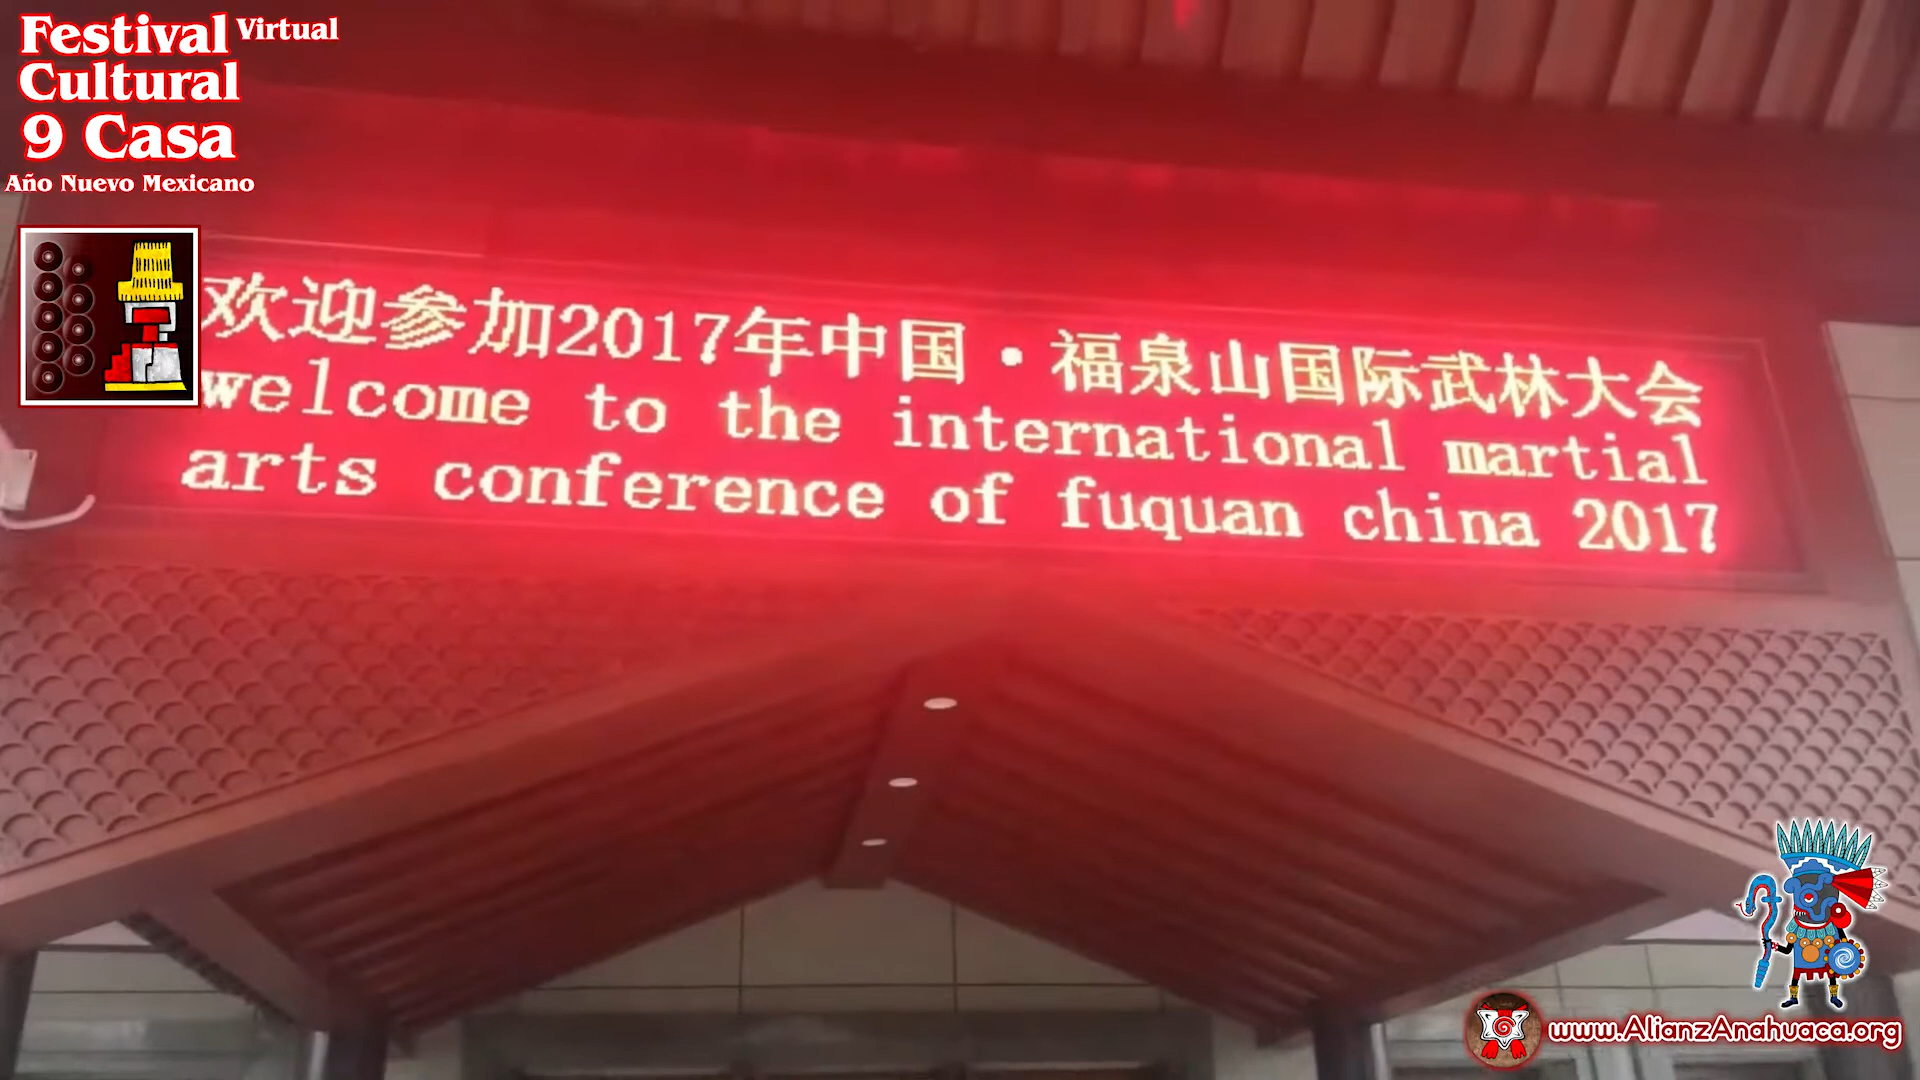 Festival Virtual
Cultural
9 Casa
Año Nuevo Mexicano
欢迎参加2017年中国·福泉山国际武林大会
welcome to the international martial
arts conference of fuquan china 2017
www.AlianzAnahuaca.org